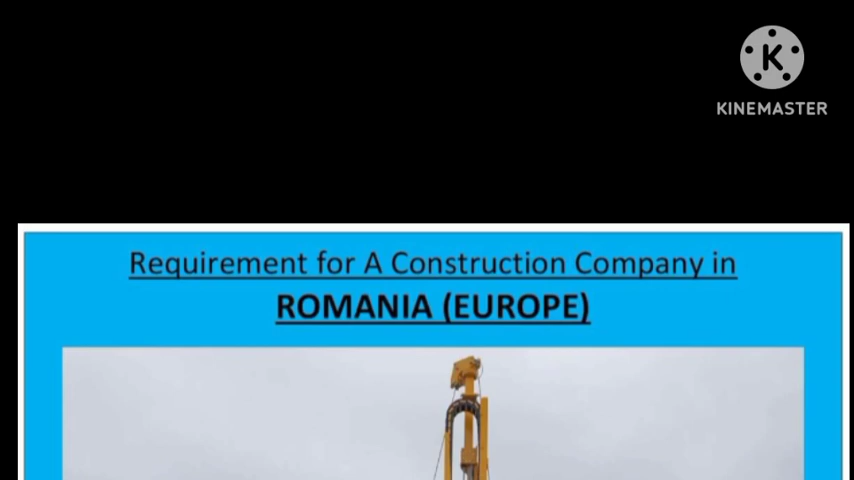 K
KINEMASTER
Requirement for A Construction Company in
ROMANIA (EUROPE)